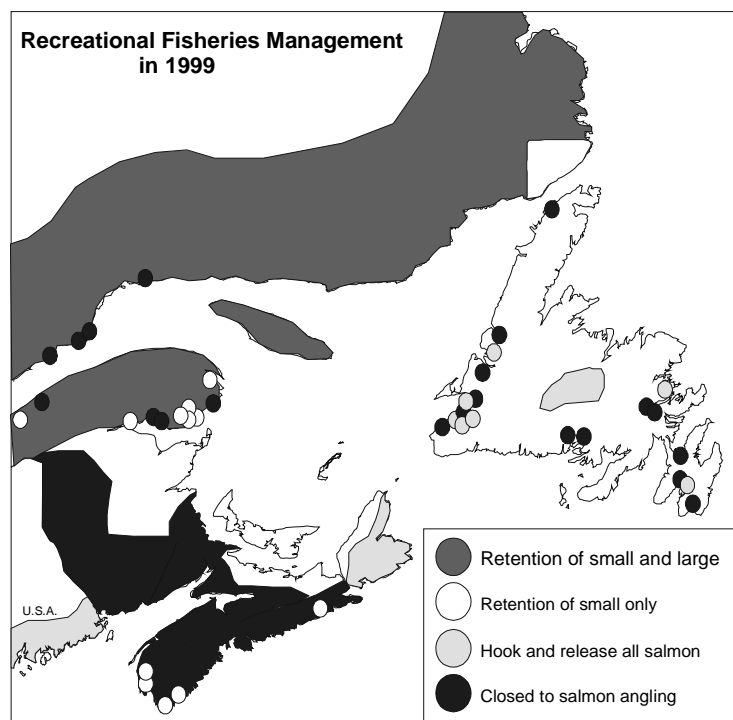 Recreational Fisheries Management
in 1999
U.S.A.
Retention of small and large
Retention of small only
Hook and release all salmon
Closed to salmon angling